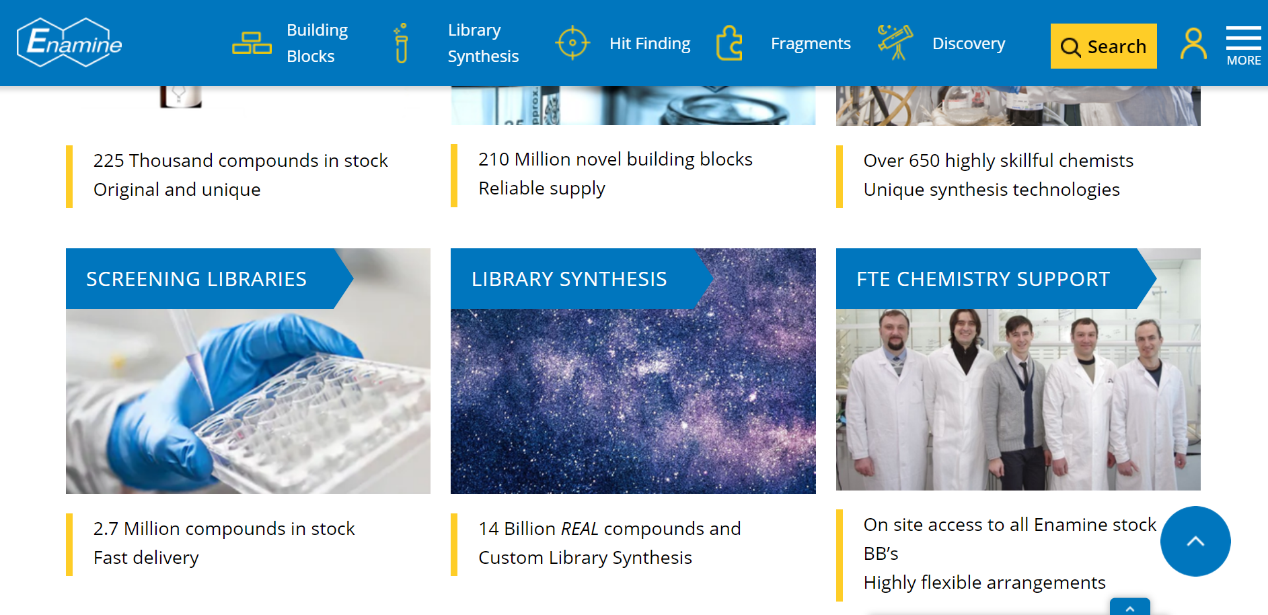 Enamine
Building
Blocks
Library
Synthesis
Hit Finding
Fragments
Discovery
Search
MORE
225 Thousand compounds in stock
Original and unique
210 Million novel building blocks
Reliable supply
Over 650 highly skillful chemists
Unique synthesis technologies
SCREENING LIBRARIES
LIBRARY SYNTHESIS
FTE CHEMISTRY SUPPORT
2.7 Million compounds in stock
Fast delivery
14 Billion REAL compounds and
Custom Library Synthesis
On site access to all Enamine stock
BB’s
Highly flexible arrangements